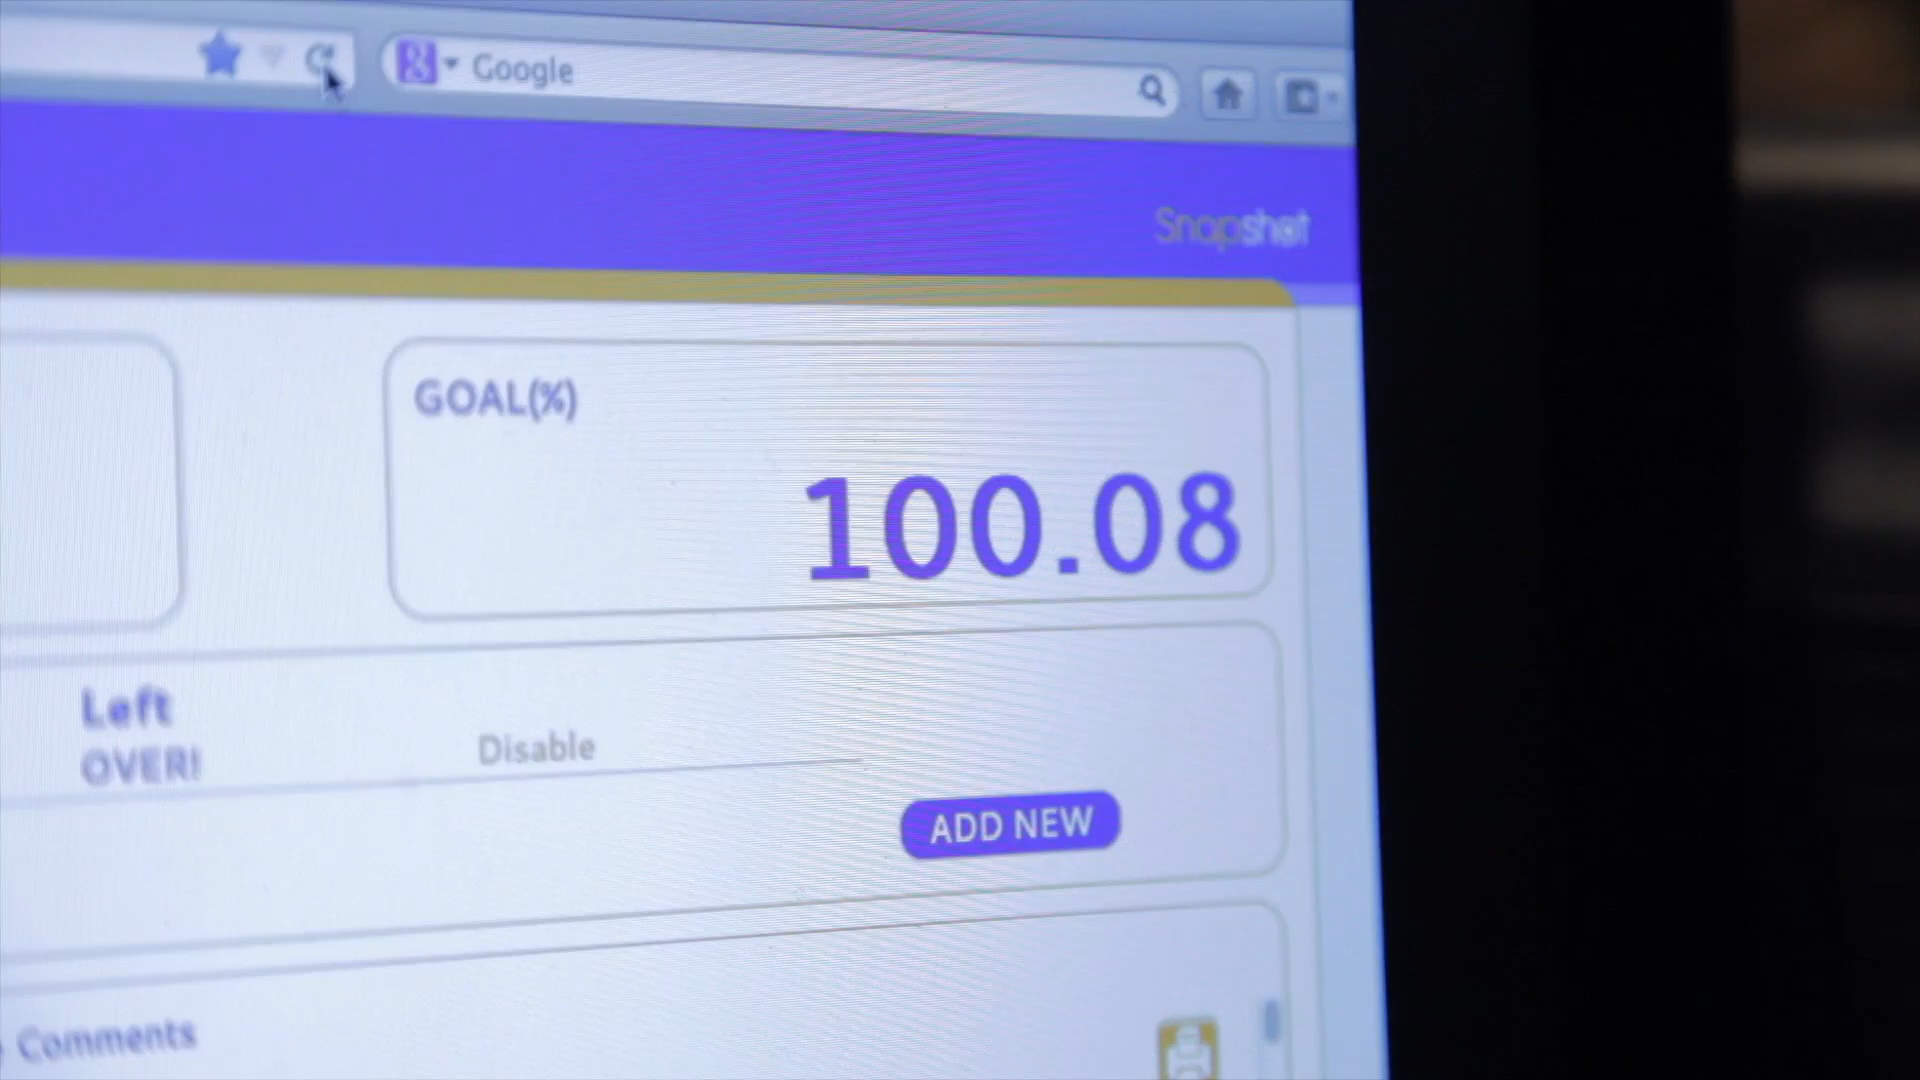 Google
Snapshot
GOAL(%)
100.08
Left
OVER!
Disable
ADD NEW
Comments